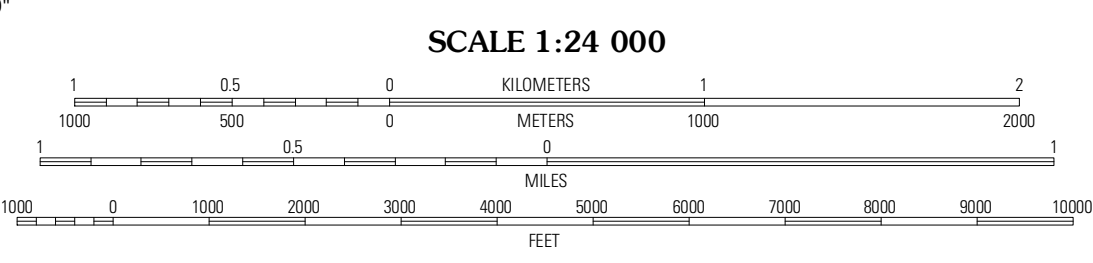 SCALE 1:24 000
1 0.5 0 KILOMETERS 1 2
1000 500 0 METERS 1000 2000
1 0.5 0 1
MILES
1000 0 1000 2000 3000 4000 5000 6000 7000 8000 9000 10000
FEET